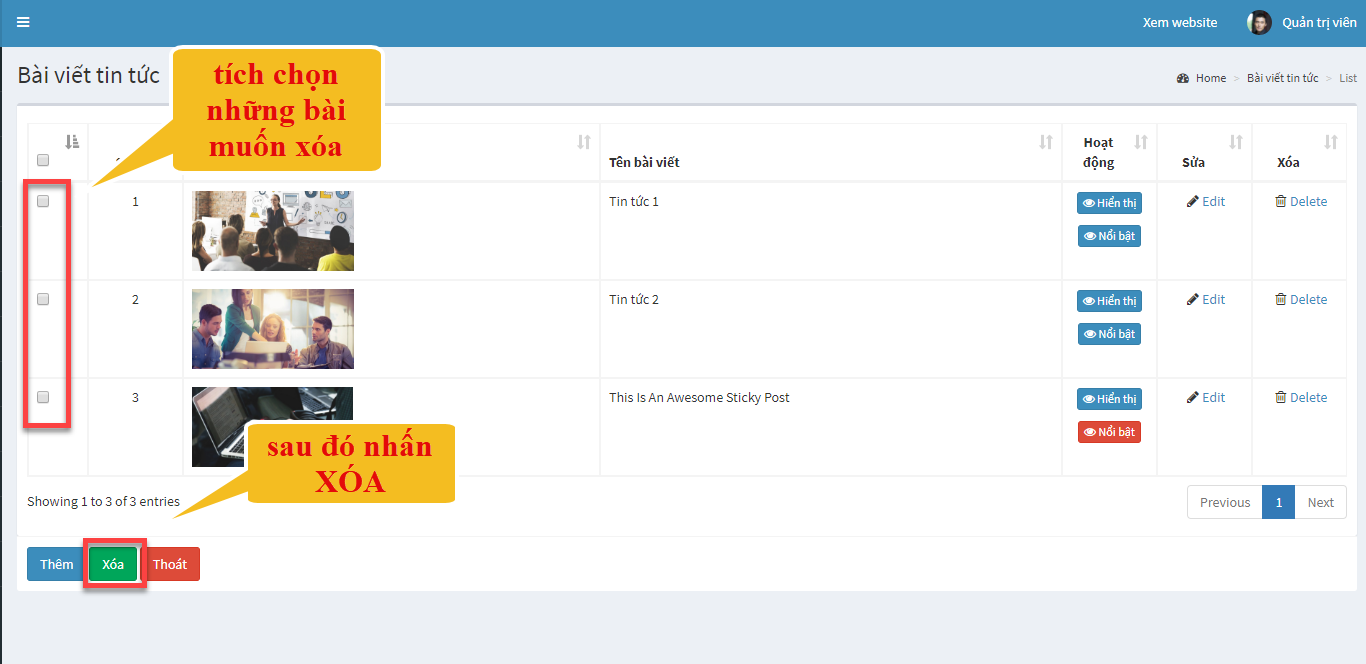 Xem website
Quản trị viên
Bài viết tin tức
Home > Bài viết tin tức > List
tích chọn
những bài
muốn xóa
Tên bài viết
Hoạt
động
Sửa
Xóa
1
Tin tức 1
Hiển thị
Edit
Delete
Nổi bật
2
Tin tức 2
Hiển thị
Edit
Delete
Nổi bật
3
This Is An Awesome Sticky Post
Hiển thị
Edit
Delete
Nổi bật
sau đó nhấn
XÓA
Showing 1 to 3 of 3 entries
Previous
1
Next
Thêm
Xóa
Thoát